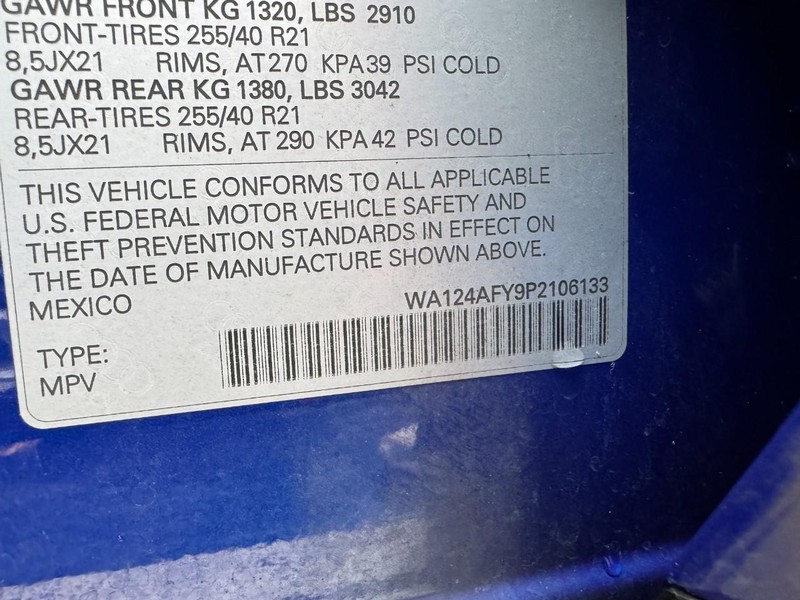 GAWR FRONT KG 1320, LBS 2910
FRONT-TIRES 255/40 R21
8,5JX21 RIMS, AT 270 KPA 39 PSI COLD
GAWR REAR KG 1380, LBS 3042
REAR-TIRES 255/40 R21
8,5JX21 RIMS, AT 290 KPA 42 PSI COLD
THIS VEHICLE CONFORMS TO ALL APPLICABLE
U.S. FEDERAL MOTOR VEHICLE SAFETY AND
THEFT PREVENTION STANDARDS IN EFFECT ON
THE DATE OF MANUFACTURE SHOWN ABOVE.
MEXICO WA124AFY9P2106133
TYPE:
MPV